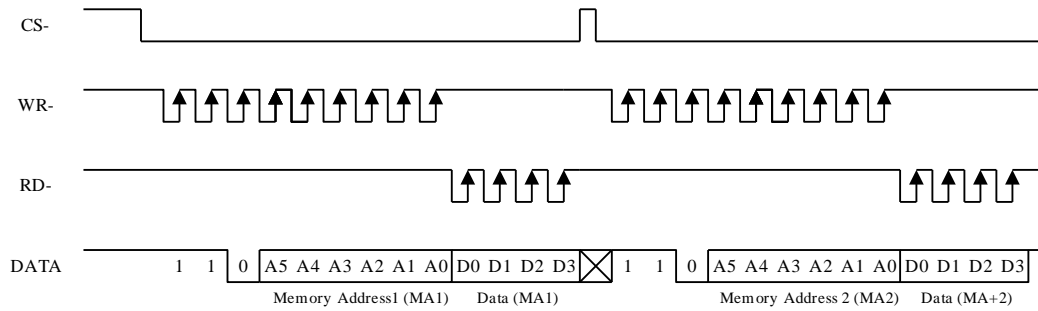 CS-
WR-
RD-
DATA 1 1 0 A5 A4 A3 A2 A1 A0 D0 D1 D2 D3 1 1 0 A5 A4 A3 A2 A1 A0 D0 D1 D2 D3
Memory Address1 (MA1) Data (MA1) Memory Address 2 (MA2) Data (MA+2)